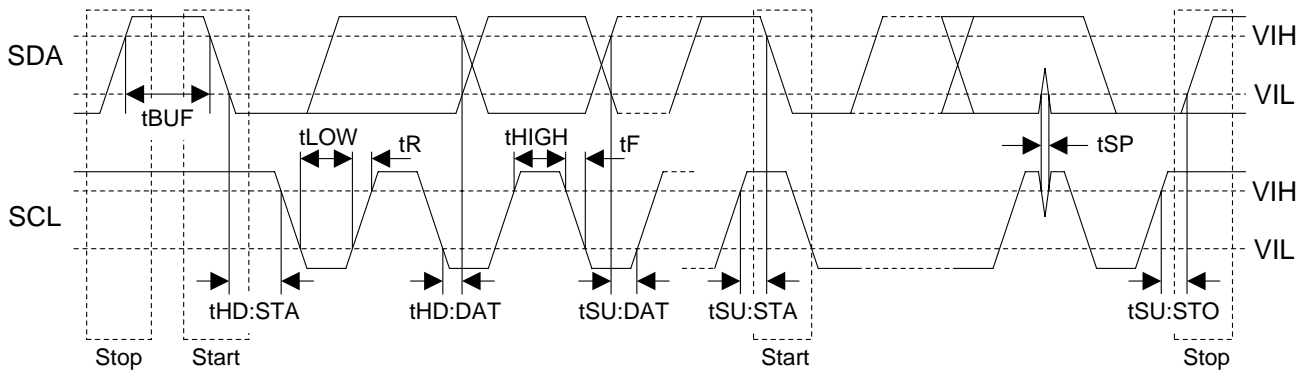 SDA
VIH
VIL
tBUF
tLOW
tR
tHIGH
tF
tSP
SCL
VIH
VIL
tHD:STA
tHD:DAT
tSU:DAT
tSU:STA
tSU:STO
Stop
Start
Start
Stop